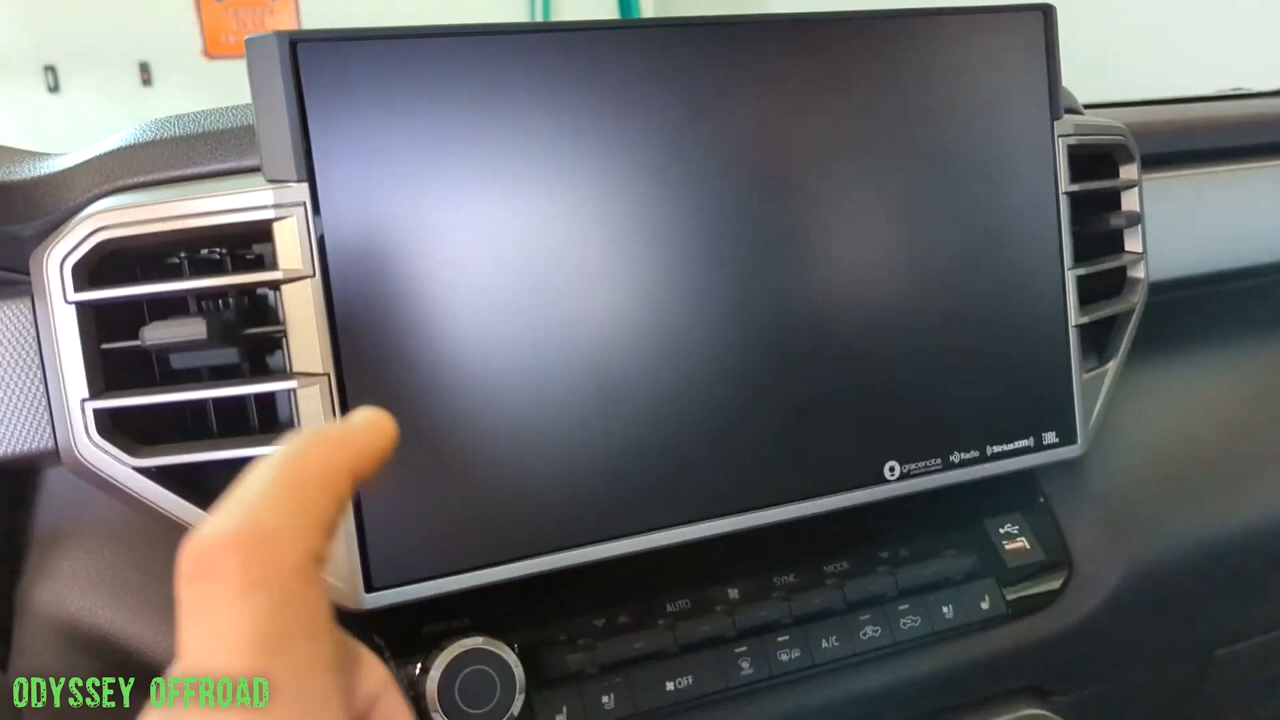 gracenote
HD Radio
SiriusXM
JBL
SYNC
MODE
AUTO
A/C
OFF
ODYSSEY OFFROAD